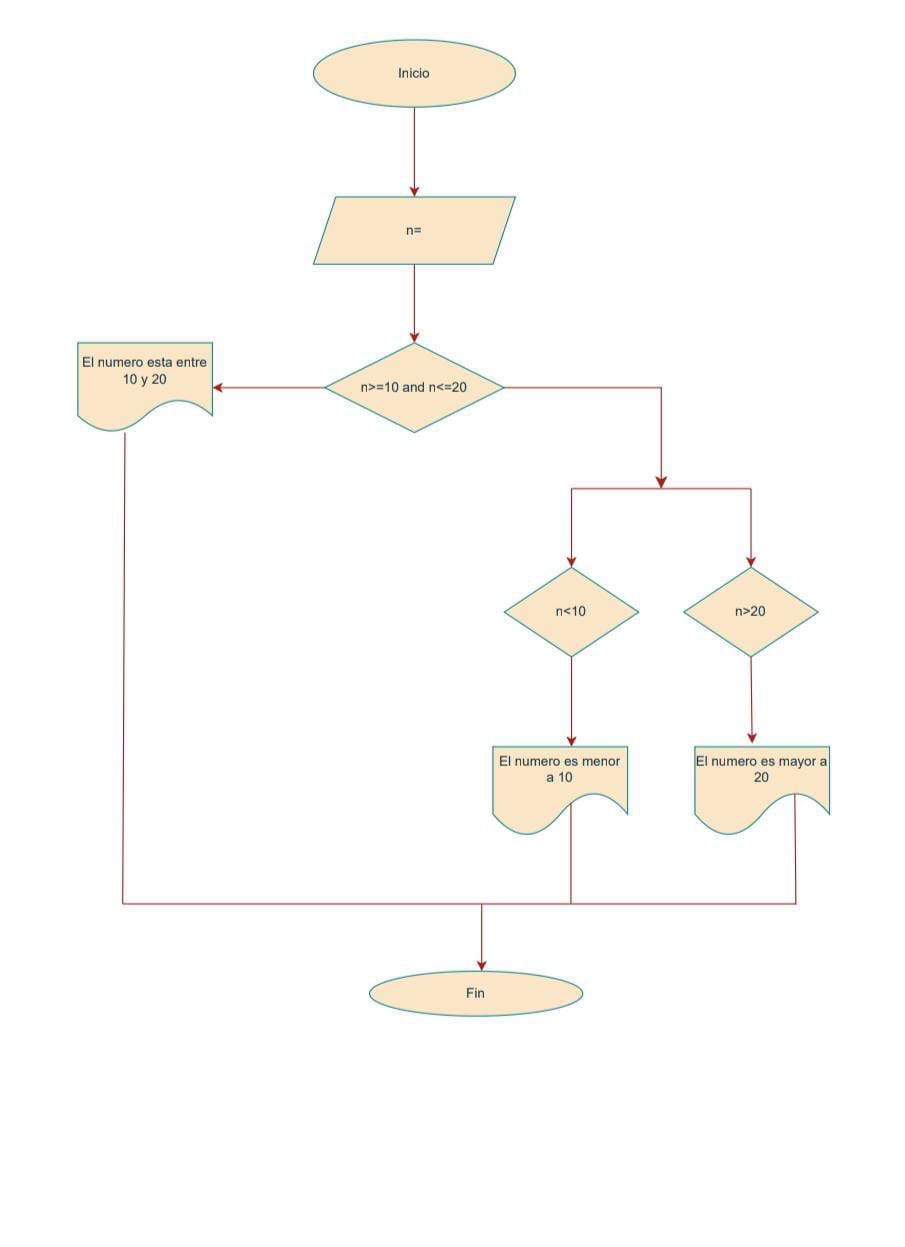 Inicio
n=
El numero esta entre
10 y 20
n>=10 and n<=20
n<10
n>20
El numero es menor
a 10
El numero es mayor a
20
Fin